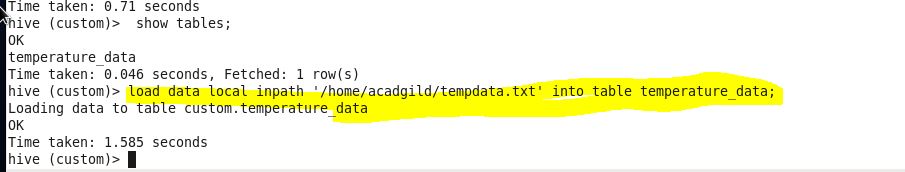 Time taken: 0.71 seconds
hive (custom)>  show tables;
OK
temperature_data
Time taken: 0.046 seconds, Fetched: 1 row(s)
hive (custom)> load data local inpath '/home/acadgild/tempdata.txt' into table temperature_data;
Loading data to table custom.temperature_data
OK
Time taken: 1.585 seconds
hive (custom)>